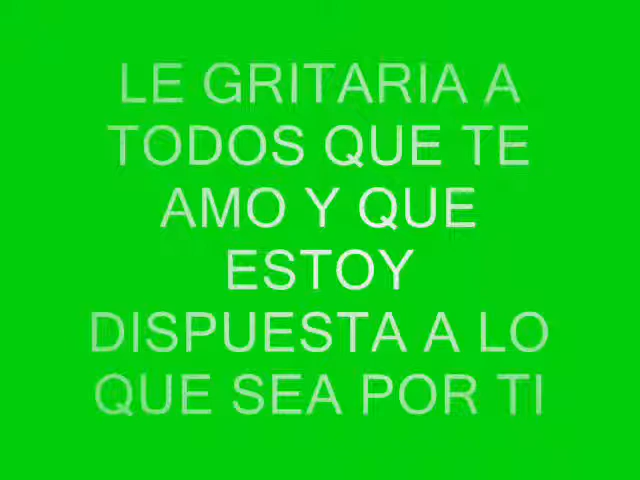 LE GRITARIA A
TODOS QUE TE
AMO Y QUE
ESTOY
DISPUESTA A LO
QUE SEA POR TI